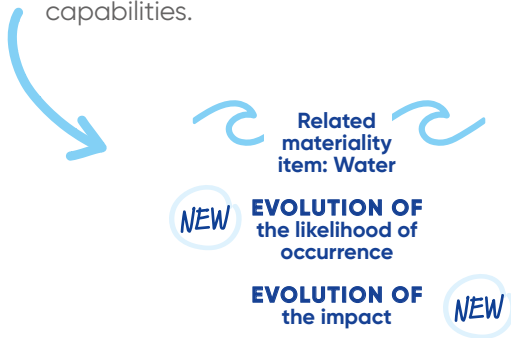 capabilities.
Related
materiality
item: Water
NEW
EVOLUTION OF
the likelihood of
occurrence
EVOLUTION OF
the impact
NEW